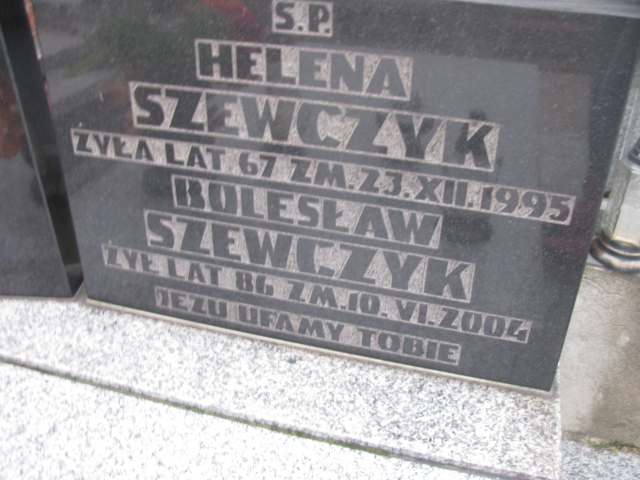 Ś.P.
HELENA
SZEWCZYK
ŻYŁA LAT 67 ZM.23.XII.1995
BOLESŁAW
SZEWCZYK
ŻYŁ LAT 86 ZM.10.VI.2004
JEZU UFAMY TOBIE